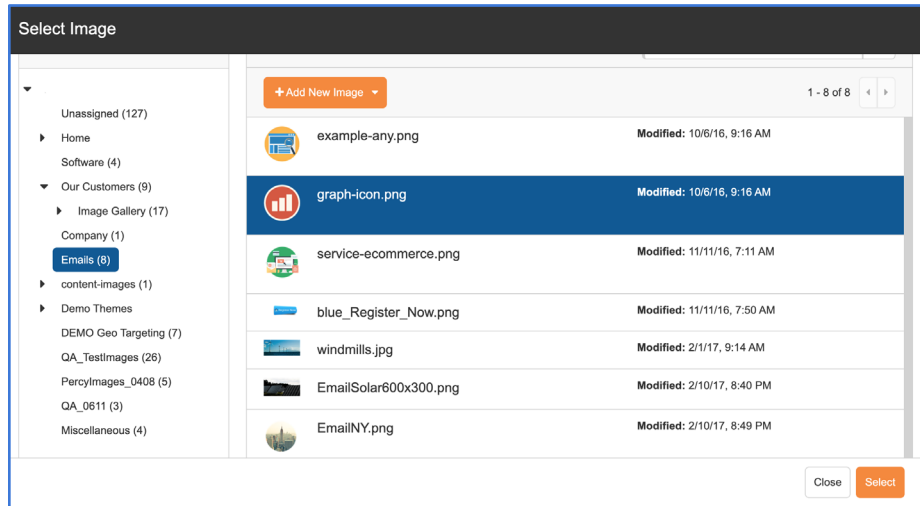 Select Image
+Add New Image
1 - 8 of 8
Unassigned (127)
Home
Software (4)
Our Customers (9)
Image Gallery (17)
Company (1)
Emails (8)
content-images (1)
Demo Themes
DEMO Geo Targeting (7)
QA_TestImages (26)
PercyImages_0408 (5)
QA_0611 (3)
Miscellaneous (4)
example-any.png Modified: 10/6/16, 9:16 AM
graph-icon.png Modified: 10/6/16, 9:16 AM
service-ecommerce.png Modified: 11/11/16, 7:11 AM
blue_Register_Now.png Modified: 11/11/16, 7:50 AM
windmills.jpg Modified: 2/1/17, 9:14 AM
EmailSolar600x300.png Modified: 2/10/17, 8:40 PM
EmailNY.png Modified: 2/10/17, 8:49 PM
Close Select